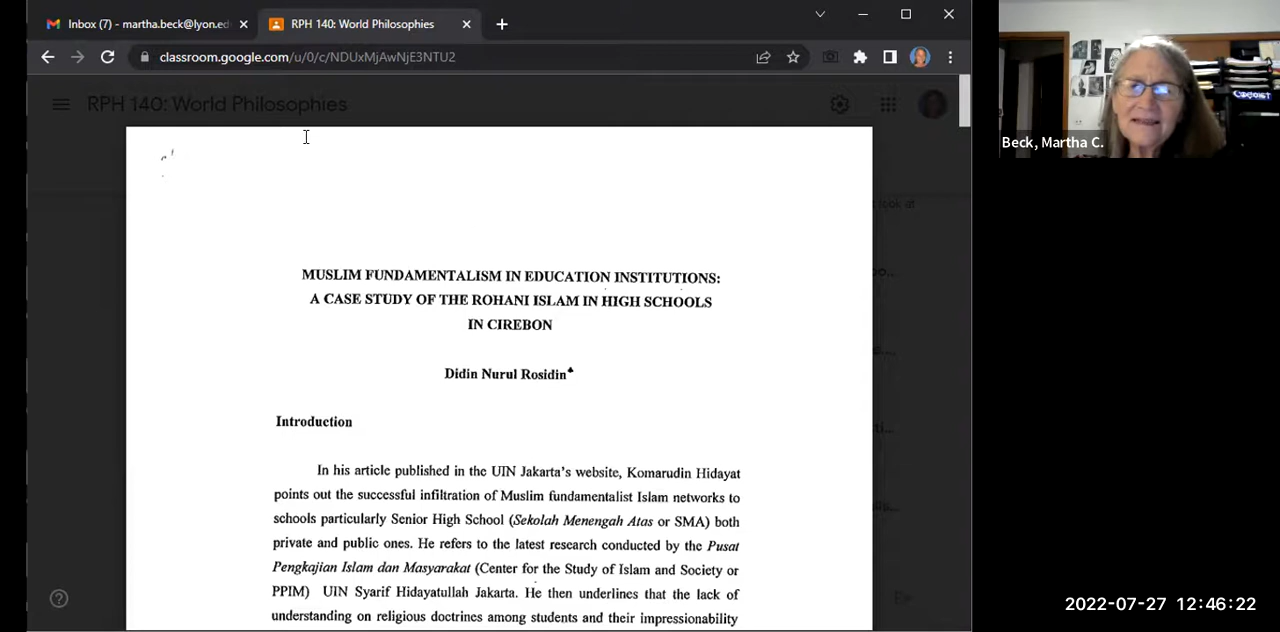 Inbox (7) - martha.beck@lyon.ed
RPH 140: World Philosophies
classroom.google.com/u/0/c/NDUxMjAwNjE3NTU2
RPH 140: World Philosophies
Beck, Martha C.
look at
MUSLIM FUNDAMENTALISM IN EDUCATION INSTITUTIONS:
A CASE STUDY OF THE ROHANI ISLAM IN HIGH SCHOOLS
IN CIREBON
Didin Nurul Rosidin♣
Introduction
In his article published in the UIN Jakarta's website, Komarudin Hidayat
points out the successful infiltration of Muslim fundamentalist Islam networks to
schools particularly Senior High School (Sekolah Menengah Atas or SMA) both
private and public ones. He refers to the latest research conducted by the Pusat
Pengkajian Islam dan Masyarakat (Center for the Study of Islam and Society or
PPIM) UIN Syarif Hidayatullah Jakarta. He then underlines that the lack of
understanding on religious doctrines among students and their impressionability
2022-07-27 12:46:22